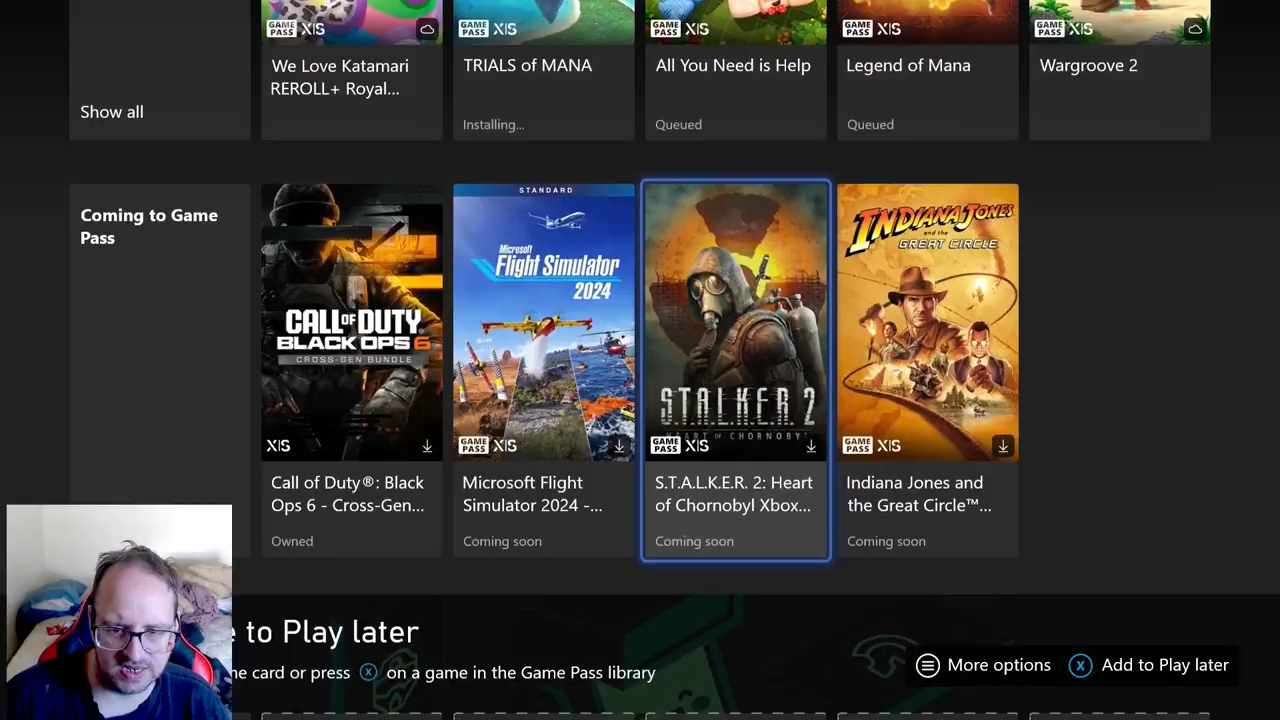 GAME PASS X|S
GAME PASS X|S
GAME PASS X|S
GAME PASS X|S
GAME PASS X|S
We Love Katamari
REROLL+ Royal...
TRIALS of MANA
All You Need is Help
Legend of Mana
Wargroove 2
Show all
Installing...
Queued
Queued
Coming to Game
Pass
CALL OF DUTY
BLACK OPS 6
CROSS-GEN BUNDLE
X|S
Call of Duty®: Black
Ops 6 - Cross-Gen...
Owned
STANDARD
Microsoft
Flight Simulator
2024
GAME PASS X|S
Microsoft Flight
Simulator 2024 -...
Coming soon
S.T.A.L.K.E.R. 2
HEART OF CHORNOBYL
GAME PASS X|S
S.T.A.L.K.E.R. 2: Heart
of Chornobyl Xbox...
Coming soon
INDIANA JONES
and the
GREAT CIRCLE
GAME PASS X|S
Indiana Jones and
the Great Circle™...
Coming soon
e to Play later
ne card or press X on a game in the Game Pass library
More options
X Add to Play later